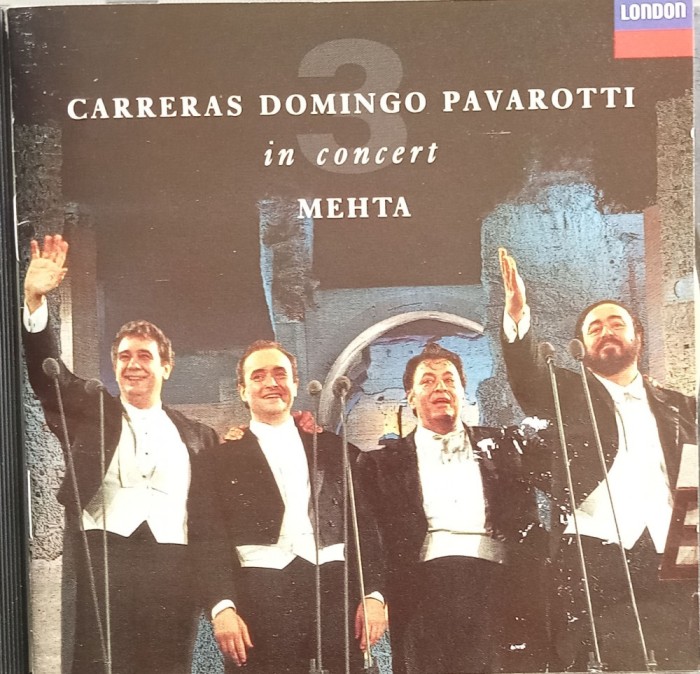 LONDON
3
CARRERAS DOMINGO PAVAROTTI
in concert
MEHTA